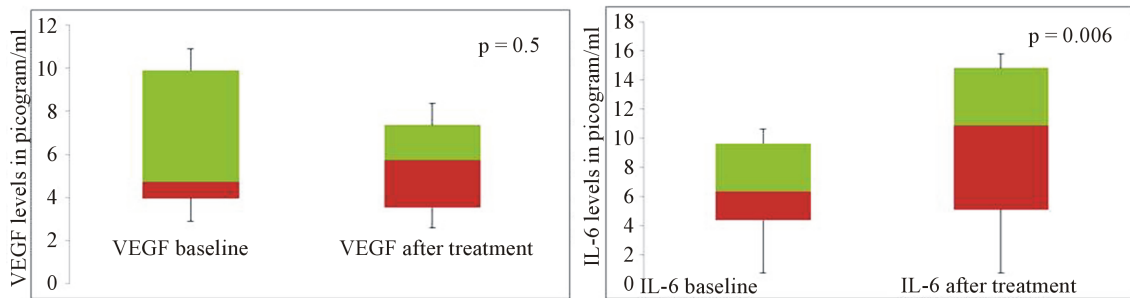 VEGF levels in picogram/ml
12
10
8
6
4
2
0
p = 0.5
VEGF baseline
VEGF after treatment
IL-6 levels in picogram/ml
18
16
14
12
10
8
6
4
2
0
p = 0.006
IL-6 baseline
IL-6 after treatment